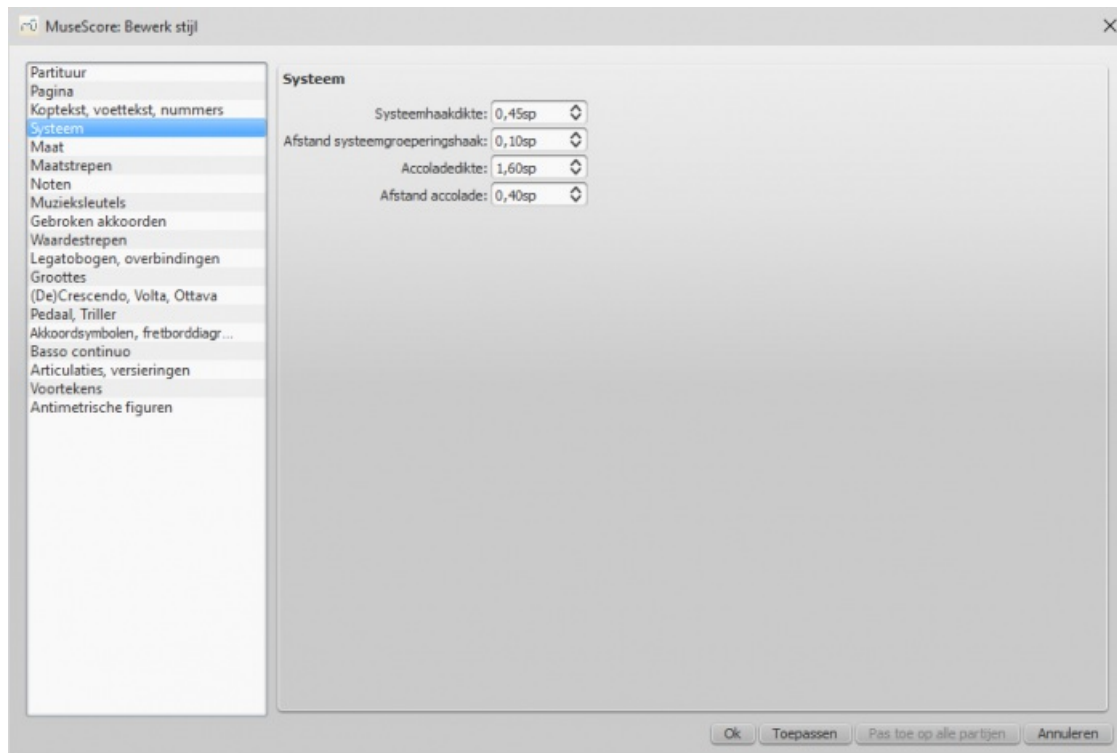 MuseScore: Bewerk stijl
Partituur
Pagina
Koptekst, voettekst, nummers
Systeem
Maat
Maatstrepen
Noten
Muzieksleutels
Gebroken akkoorden
Waardestrepen
Legatobogen, overbindingen
Groottes
(De)Crescendo, Volta, Ottava
Pedaal, Triller
Akkoordsymbolen, fretborddiagr...
Basso continuo
Articulaties, versieringen
Voortekens
Antimetrische figuren
Systeem
Systeemhaakdikte: 0,45sp
Afstand systeemgroeperingshaak: 0,10sp
Accoladedikte: 1,60sp
Afstand accolade: 0,40sp
Ok Toepassen Pas toe op alle partijen Annuleren